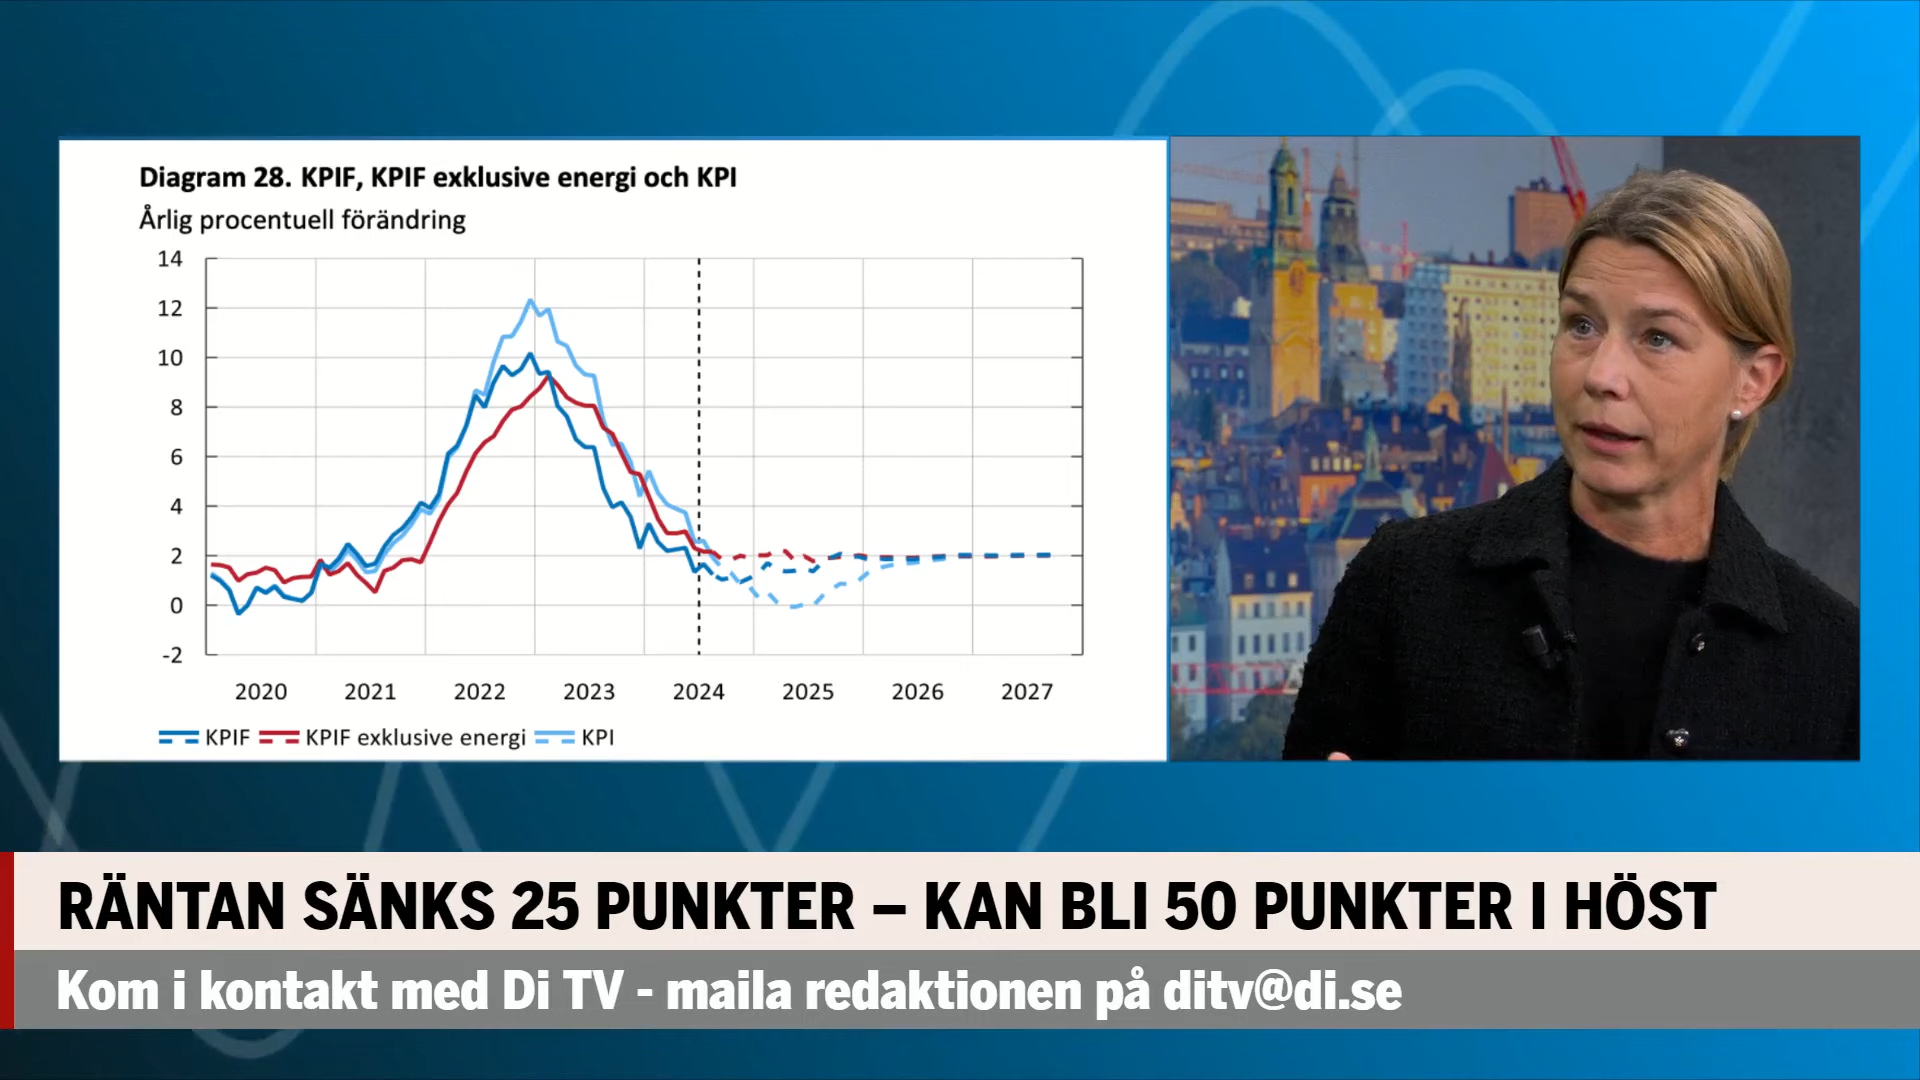 Diagram 28. KPIF, KPIF exklusive energi och KPI
Årlig procentuell förändring
14
12
10
8
6
4
2
0
-2
2020 2021 2022 2023 2024 2025 2026 2027
KPIF KPIF exklusive energi KPI
RÄNTAN SÄNKS 25 PUNKTER – KAN BLI 50 PUNKTER I HÖST
Kom i kontakt med Di TV - maila redaktionen på ditv@di.se